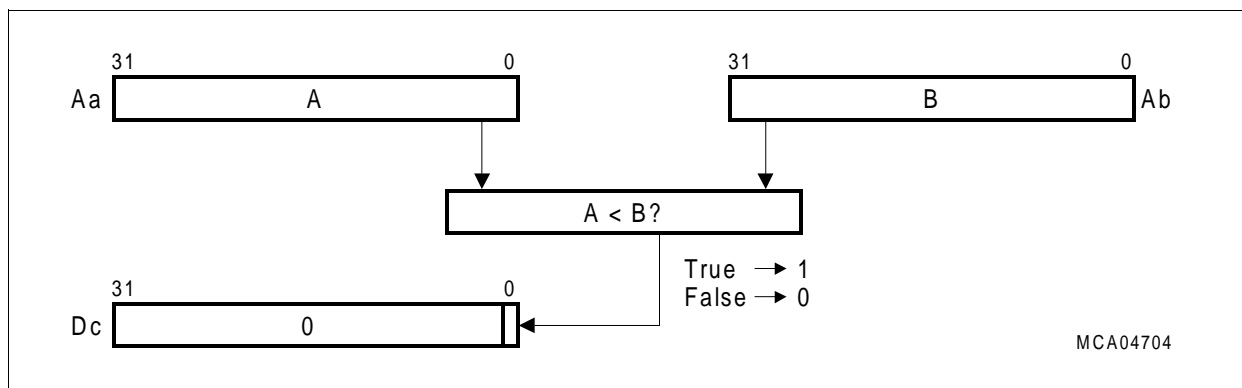 31 0 31 0
Aa A B Ab
A < B?
True → 1
False → 0
31 0
Dc 0
MCA04704